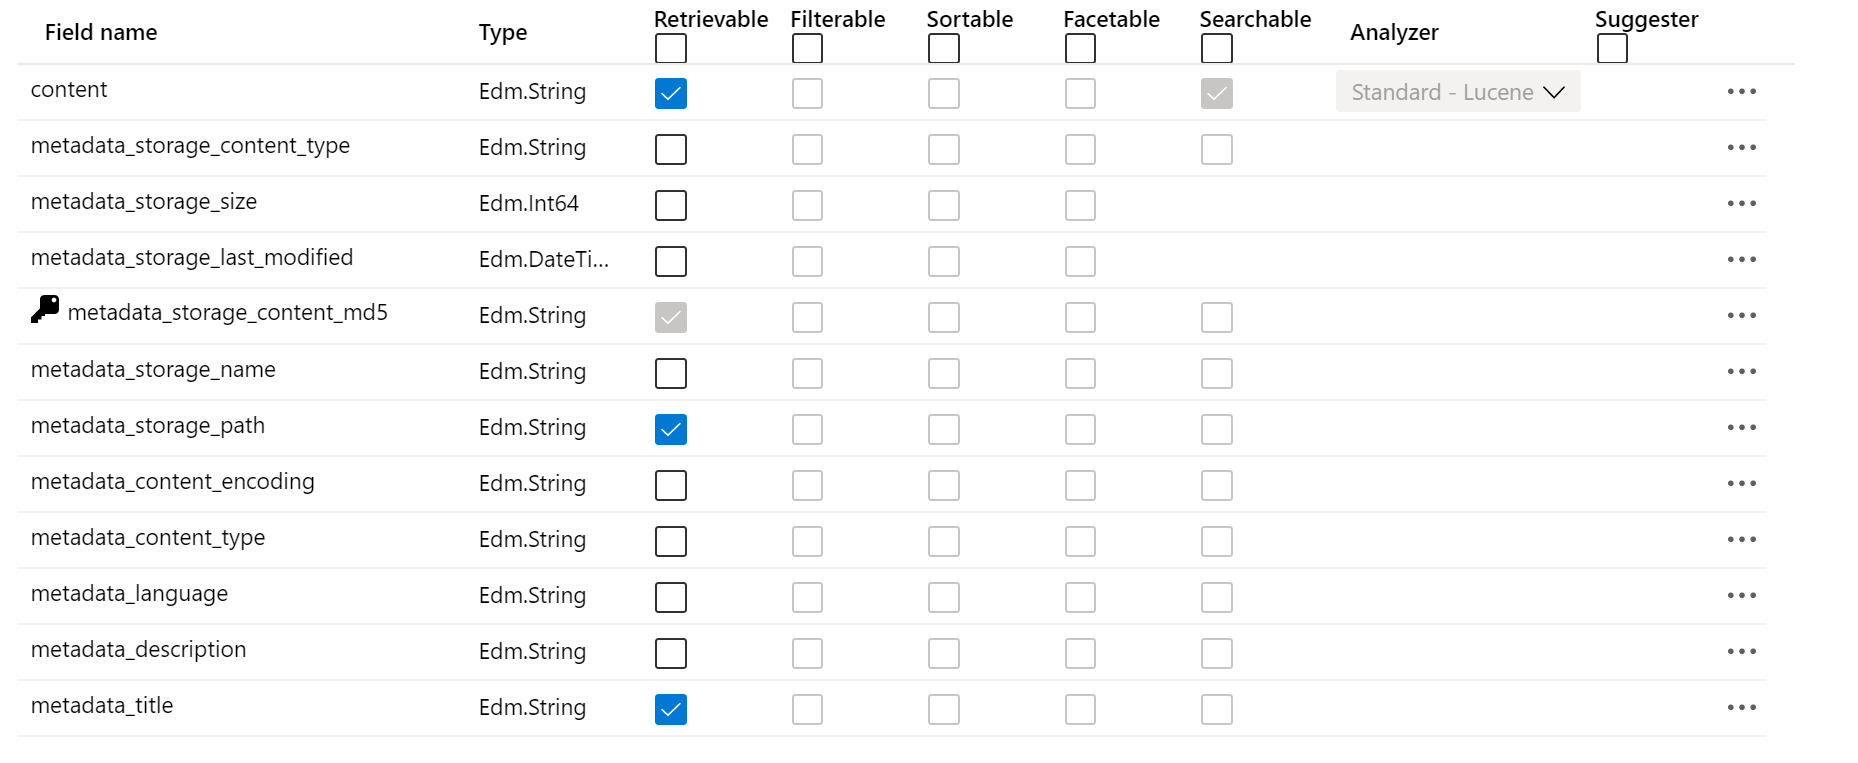 Field name Type Retrievable Filterable Sortable Facetable Searchable Analyzer Suggester
content Edm.String Standard - Lucene
metadata_storage_content_type Edm.String
metadata_storage_size Edm.Int64
metadata_storage_last_modified Edm.DateTi...
metadata_storage_content_md5 Edm.String
metadata_storage_name Edm.String
metadata_storage_path Edm.String
metadata_content_encoding Edm.String
metadata_content_type Edm.String
metadata_language Edm.String
metadata_description Edm.String
metadata_title Edm.String